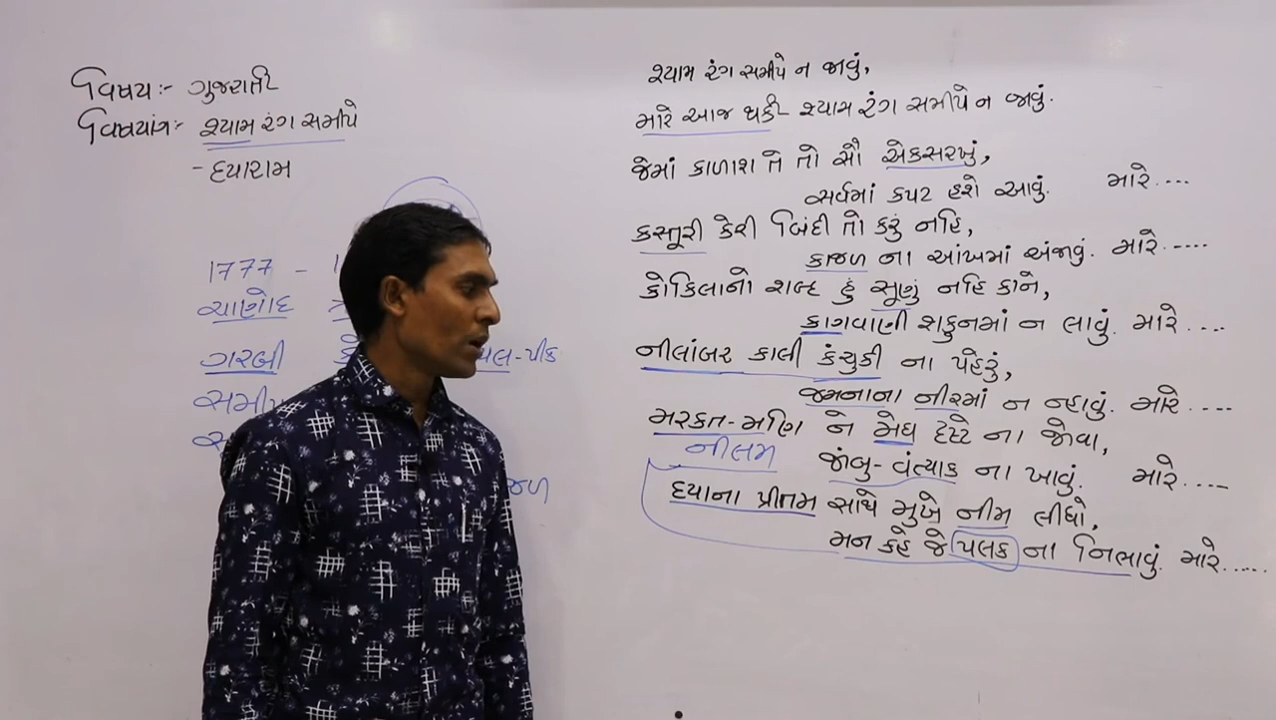 વિષય:- ગુજરાતી
વિષયાંગ:- શ્યામ રંગ સમીપે
- દયારામ
1777 -
ચાણોદ
ગરબી
સમીપ
શ્યામ રંગ સમીપે ન જાવું,
મારે આજ થકી શ્યામ રંગ સમીપે ન જાવું.
જેમાં કાળાશ તે તો સૌ એકસરખું,
સર્વમાં કપટ હશે આવું. મારે....
કસ્તૂરી કેરી બિંદી તો કરું નહિ,
કાજળ ના આંખમાં અંજાવું. મારે.....
કોકિલાનો શબ્દ હું સૂણું નહિ કાને,
કાગવાણી શકુનમાં ન લાવું. મારે....
નીલાંબર કાલી કંચુકી ના પેહેરું,
જમનાના નીરમાં ન ન્હાવું. મારે....
મરકત-મણિ ને મેઘ દૃષ્ટે ના જોવા,
નીલમ
જાંબુ-વંત્યાક ના ખાવું. મારે....
દયાના પ્રીતમ સાથે મુખે નીમ લીધો,
મન કહે જે પલક ના નિભાવું. મારે.....